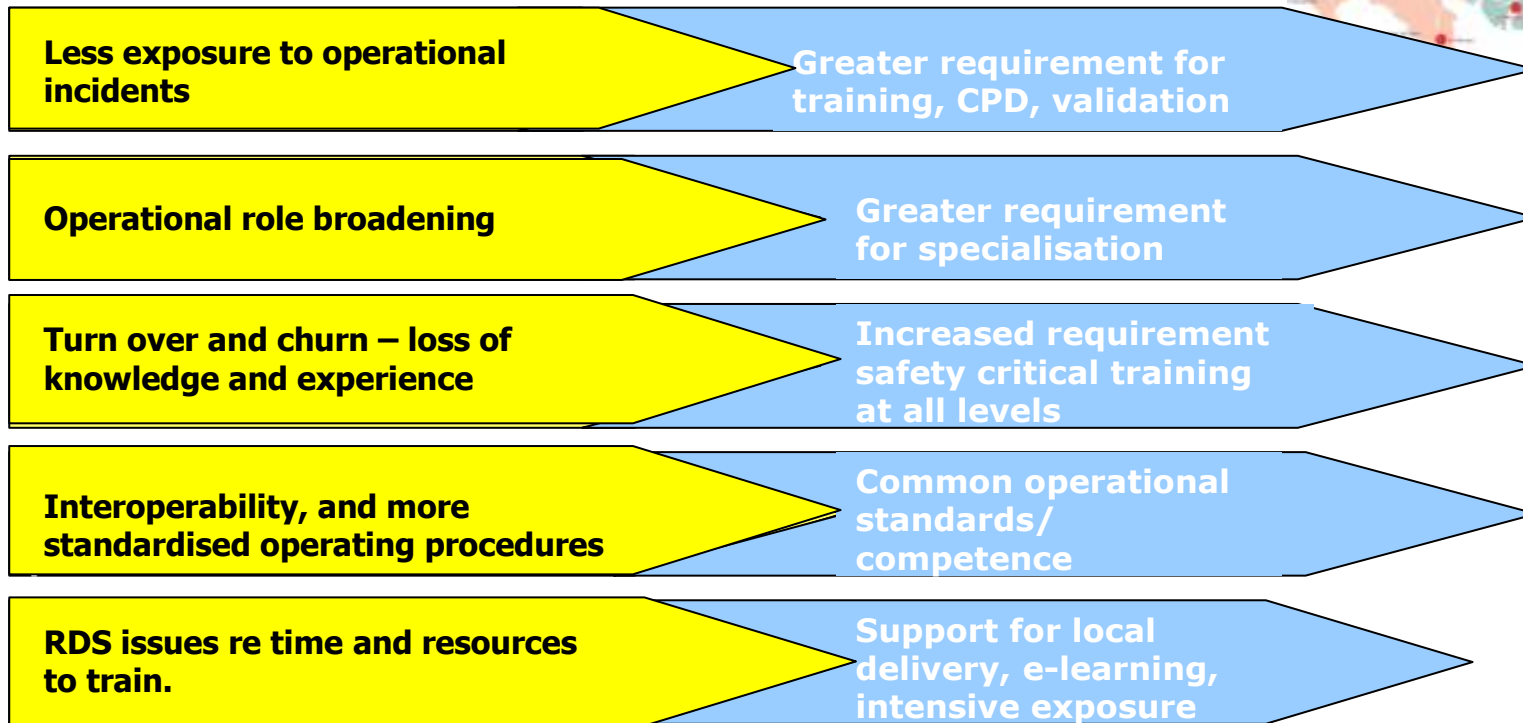 Less exposure to operational
incidents
Greater requirement for
training, CPD, validation
Operational role broadening
Greater requirement
for specialisation
Turn over and churn – loss of
knowledge and experience
Increased requirement
safety critical training
at all levels
Interoperability, and more
standardised operating procedures
Common operational
standards/
competence
RDS issues re time and resources
to train.
Support for local
delivery, e-learning,
intensive exposure